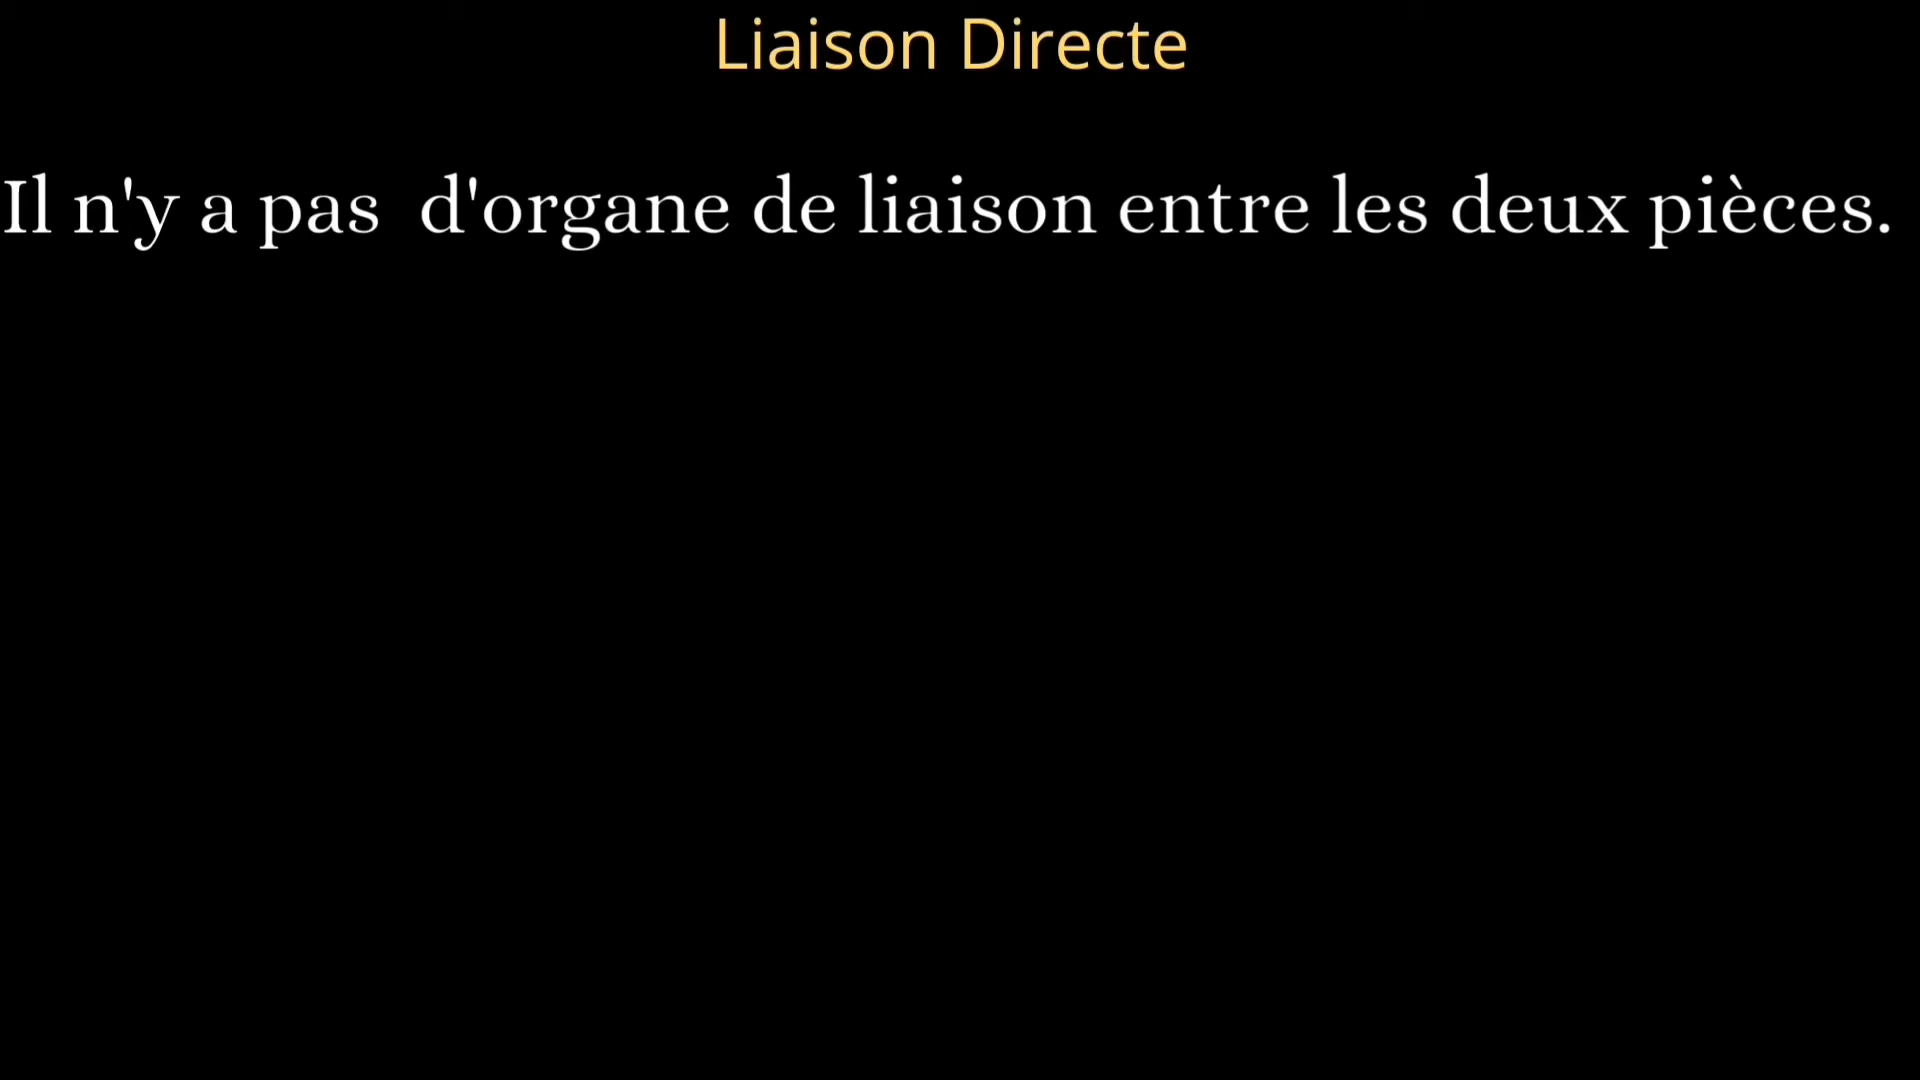 Liaison Directe
Il n'y a pas  d'organe de liaison entre les deux pièces.